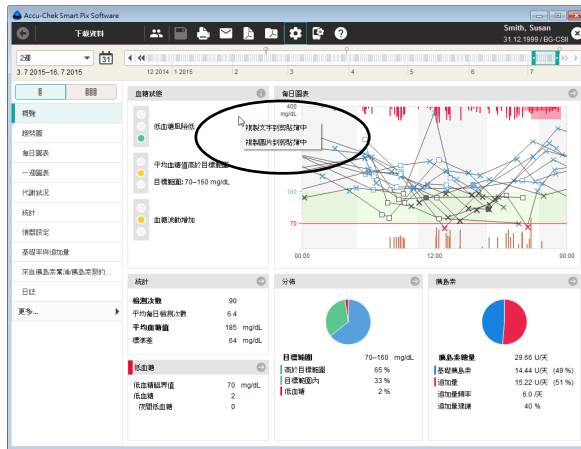 Accu-Chek Smart Pix Software
下載資料
Smith, Susan
31.12.1999 / BG-CSII
2週
31
3. 7 2015–16. 7 2015
12 2014 1 2015 2 3 4 5 6 7
概覽
趨勢圖
每日圖表
一週圖表
代謝狀況
統計
儀器設定
基礎率與追加量
來自胰島素幫浦/胰島素原的...
日誌
更多...
血糖狀態
低血糖風險低
平均血糖值高於目標範圍
目標範圍: 70–160 mg/dL
血糖波動增加
複製文字到剪貼簿中
複製圖片到剪貼簿中
每日圖表
400
mg/dL
160
70
00:00 12:00 00:00
統計
檢測次數 90
平均每日檢測次數 6.4
平均血糖值 185 mg/dL
標準差 64 mg/dL
低血糖
低血糖臨界值 70 mg/dL
低血糖 2
夜間低血糖 0
分佈
目標範圍 70–160 mg/dL
高於目標範圍 65 %
目標範圍內 33 %
低血糖 2 %
胰島素
胰島素總量 29.66 U/天
基礎胰島素 14.44 U/天 (49 %)
追加量 15.22 U/天 (51 %)
追加量頻率 6.0 /天
追加量建議 40 %